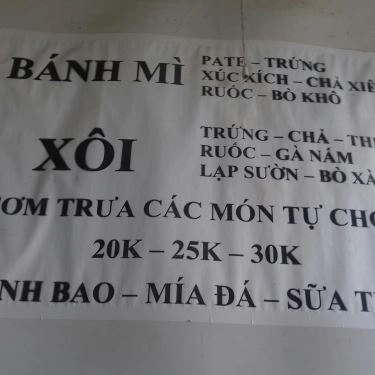 BÁNH MÌ
PATE – TRỨNG
XÚC XÍCH – CHẢ
RUỐC – BÒ KHÔ
XÔI
TRỨNG – CHẢ –
RUỐC – GÀ NẤM
LẠP SƯỜN – BÒ
TRƯA CÁC MÓN TỰ
20K – 25K – 30K
BAO – MÍA ĐÁ – SỮA